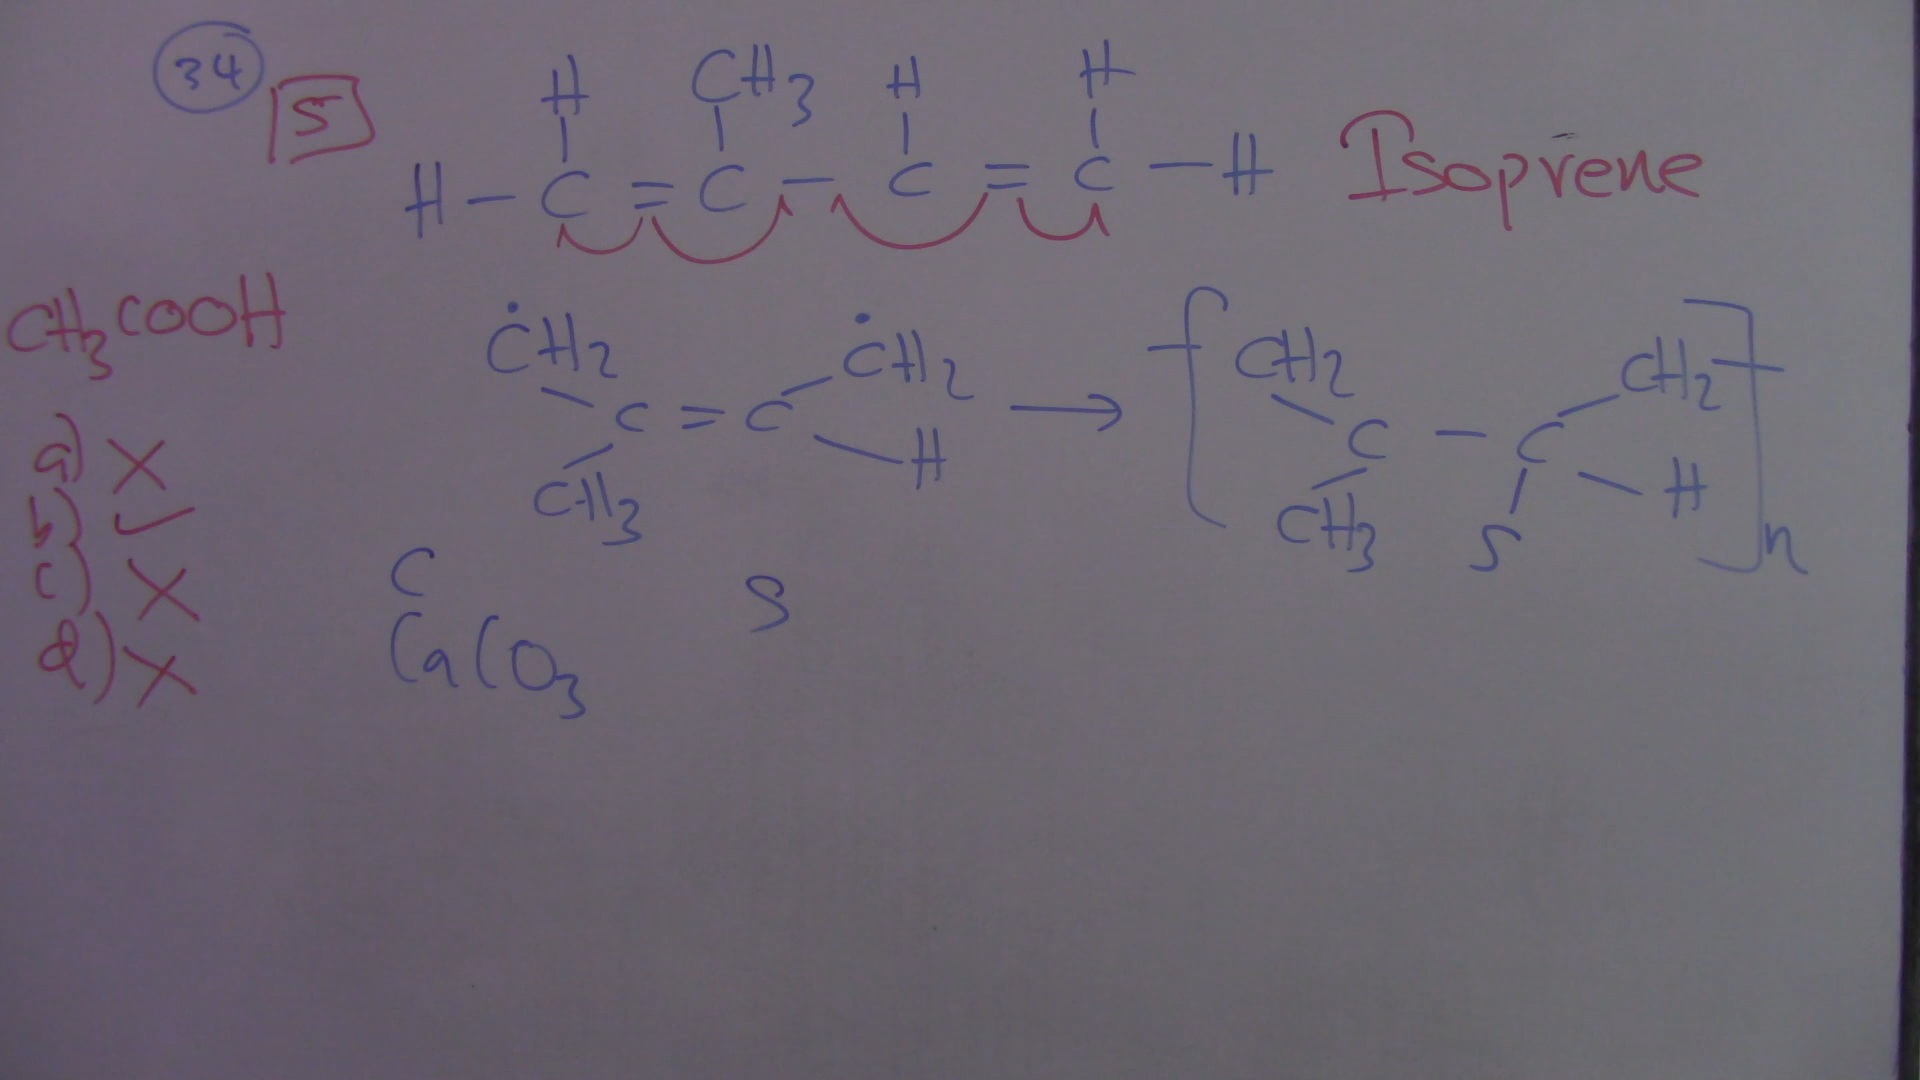 34
5
H CH3 H H
H - C = C - C = C - H Isoprene
CH3COOH
ĊH2 ĊH2 CH2 CH2
C = C → [ C - C ]n
CH3 H CH3 S H
a) X
b) ✓
c) X
d) X
C
S
CaCO3